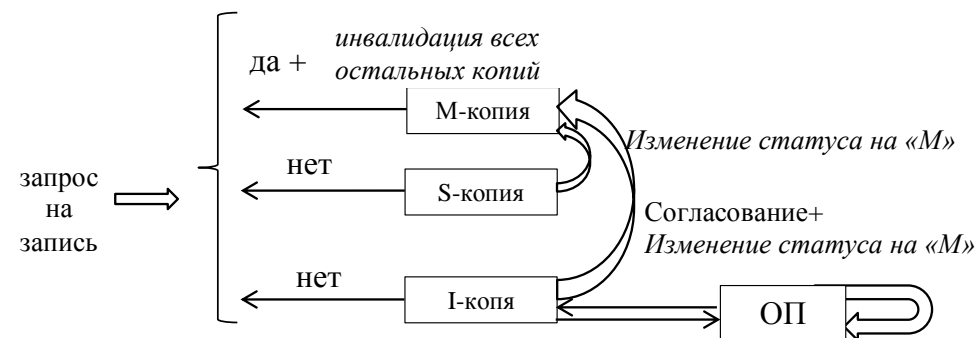 инвалидация всех
да + остальных копий
М-копия
Изменение статуса на «М»
нет
S-копия
запрос
на
запись
Согласование+
Изменение статуса на «М»
нет
I-копя
ОП